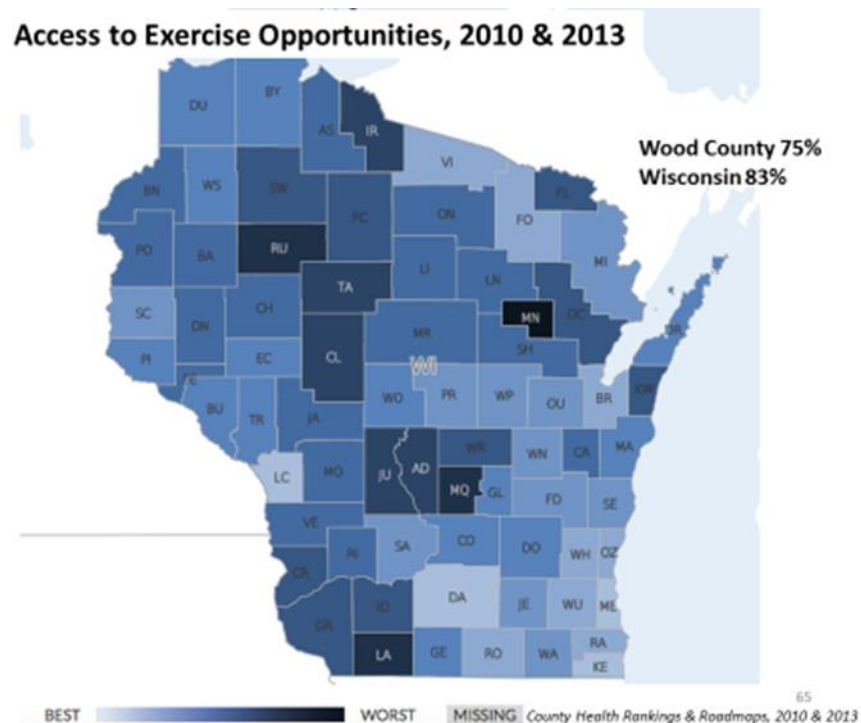 Access to Exercise Opportunities, 2010 & 2013
Wood County 75%
Wisconsin 83%
DU
BY
AS
IR
VI
BN
WS
SW
PC
ON
FO
FL
MI
PO
BA
RU
TA
LI
LN
MN
OC
SC
DN
CH
CL
MR
SH
DR
WI
PI
EC
PE
BU
TR
JA
WO
PR
WP
OU
BR
KW
LC
MO
JU
AD
WR
MQ
GL
WN
CA
MA
FD
SE
VE
RI
SA
CO
DO
WH
OZ
CR
DA
JE
WU
ME
GR
IO
LA
GE
RO
WA
RA
KE
65
BEST WORST MISSING County Health Rankings & Roadmaps, 2010 & 2013